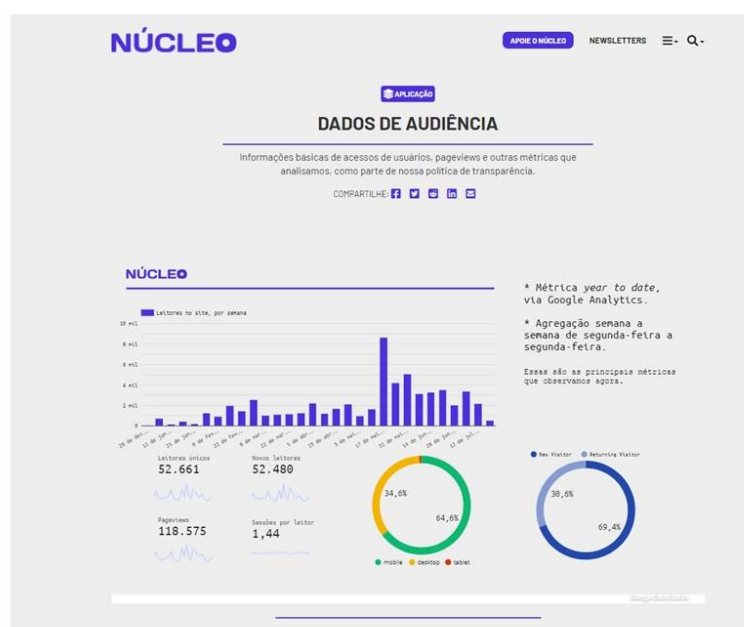 NÚCLEO
APOIE O NÚCLEO NEWSLETTERS
APLICAÇÃO
DADOS DE AUDIÊNCIA
Informações básicas de acessos de usuários, pageviews e outras métricas que
analisamos, como parte de nossa política de transparência.
COMPARTILHE:
NÚCLEO
Leitores no site, por semana
10 mil
8 mil
6 mil
4 mil
2 mil
0
* Métrica year to date,
via Google Analytics.
* Agregação semana a
semana de segunda-feira a
segunda-feira.
Essas são as principais métricas
que observamos agora.
Leitores únicos
52.661
Novos leitores
52.480
Pageviews
118.575
Sessões por leitor
1,44
34,6%
64,6%
mobile desktop tablet
New Visitor Returning Visitor
30,6%
69,4%